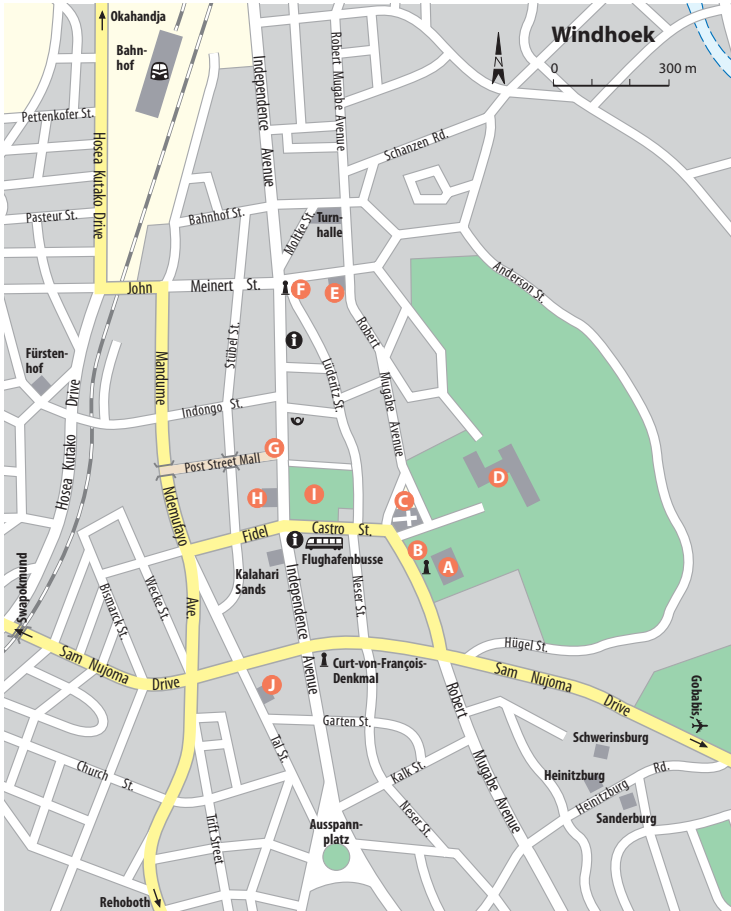 Okahandja
Windhoek
N
0 300 m
Bahn-
hof
Independence Avenue
Robert Mugabe Avenue
Pettenkofer St.
Hosea Kutako Drive
Schanzen Rd.
Pasteur St.
Bahnhof St.
Moltke St.
Turn-
halle
Anderson St.
John Meinert St.
F
E
Stübel St.
Robert Mugabe Avenue
i
Fürsten-
hof
Mandume Ndemufayo Ave.
Lüderitz St.
Hosea Kutako Drive
Indongo St.
G
Post Street Mall
D
H
I
C
Fidel Castro St.
i
Flughafenbusse
B
A
Kalahari
Sands
Independence Avenue
Neser St.
Wecke St.
Bismarck St.
Swapokmund
Hügel St.
Sam Nujoma Drive
Curt-von-François-
Denkmal
Sam Nujoma Drive
Gobabis,
J
Robert Mugabe Avenue
Garten St.
Tal St.
Schwerinsburg
Church St.
Kalk St.
Heinitzburg
Heinitzburg Rd.
Sanderburg
Neser St.
Trift Street
Ausspann-
platz
Rehoboth